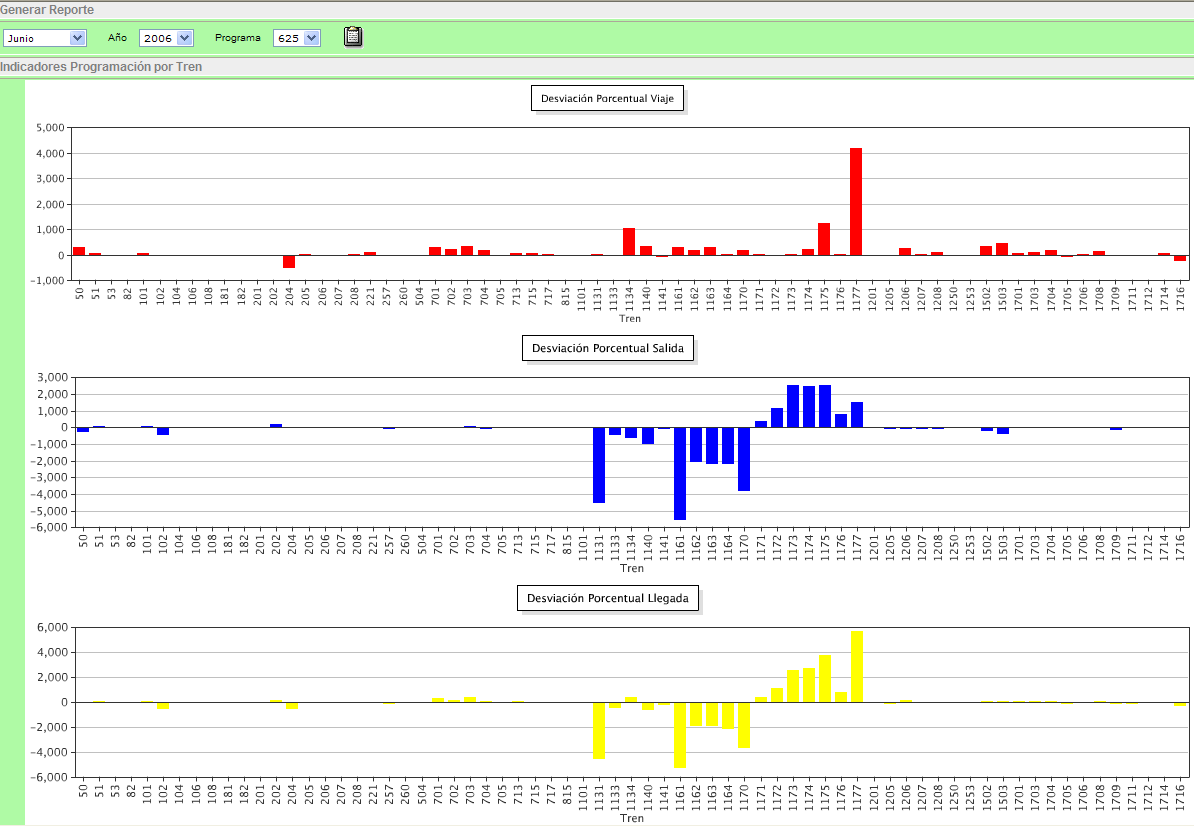 Generar Reporte
Junio Año 2006 Programa 625
Indicadores Programación por Tren
Desviación Porcentual Viaje
5,000
4,000
3,000
2,000
1,000
0
-1,000
50 51 53 82 101 102 104 106 108 181 182 201 202 204 205 206 207 208 221 257 260 504 701 702 703 704 705 713 715 717 815 1101 1131 1133 1134 1140 1141 1161 1162 1163 1164 1170 1171 1172 1173 1174 1175 1176 1177 1201 1205 1206 1207 1208 1250 1253 1502 1503 1701 1703 1704 1705 1706 1708 1709 1711 1712 1714 1716
Tren
Desviación Porcentual Salida
3,000
2,000
1,000
0
-1,000
-2,000
-3,000
-4,000
-5,000
-6,000
50 51 53 82 101 102 104 106 108 181 182 201 202 204 205 206 207 208 221 257 260 504 701 702 703 704 705 713 715 717 815 1101 1131 1133 1134 1140 1141 1161 1162 1163 1164 1170 1171 1172 1173 1174 1175 1176 1177 1201 1205 1206 1207 1208 1250 1253 1502 1503 1701 1703 1704 1705 1706 1708 1709 1711 1712 1714 1716
Tren
Desviación Porcentual Llegada
6,000
4,000
2,000
0
-2,000
-4,000
-6,000
50 51 53 82 101 102 104 106 108 181 182 201 202 204 205 206 207 208 221 257 260 504 701 702 703 704 705 713 715 717 815 1101 1131 1133 1134 1140 1141 1161 1162 1163 1164 1170 1171 1172 1173 1174 1175 1176 1177 1201 1205 1206 1207 1208 1250 1253 1502 1503 1701 1703 1704 1705 1706 1708 1709 1711 1712 1714 1716
Tren